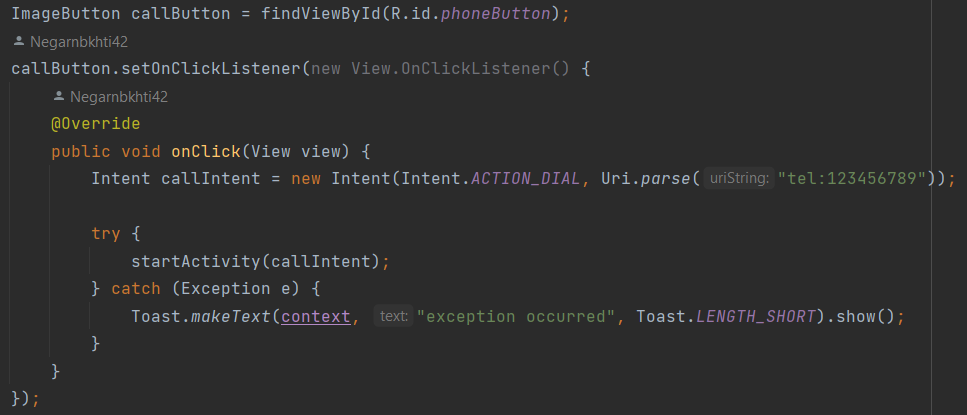 ImageButton callButton = findViewById(R.id.phoneButton);
Negarnbkhti42
callButton.setOnClickListener(new View.OnClickListener() {
Negarnbkhti42
@Override
public void onClick(View view) {
Intent callIntent = new Intent(Intent.ACTION_DIAL, Uri.parse( uriString: "tel:123456789"));
try {
startActivity(callIntent);
} catch (Exception e) {
Toast.makeText(context, text: "exception occurred", Toast.LENGTH_SHORT).show();
}
}
});